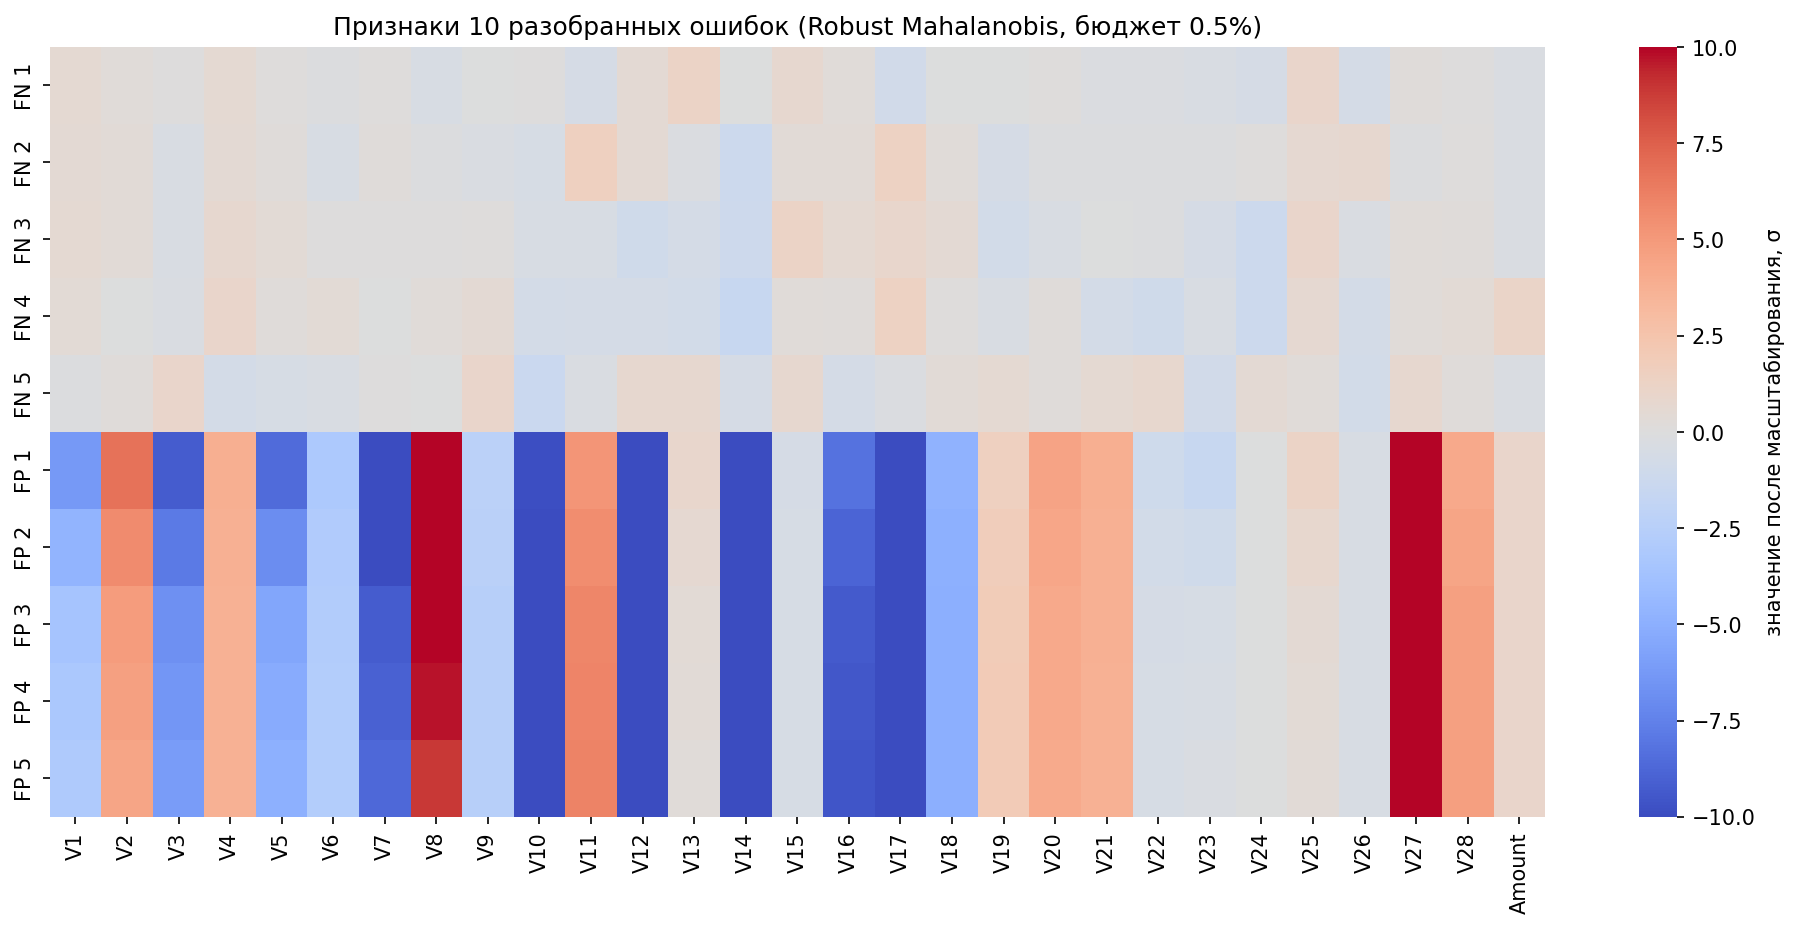 Признаки 10 разобранных ошибок (Robust Mahalanobis, бюджет 0.5%)
FN 1
FN 2
FN 3
FN 4
FN 5
FP 1
FP 2
FP 3
FP 4
FP 5
V1 V2 V3 V4 V5 V6 V7 V8 V9 V10 V11 V12 V13 V14 V15 V16 V17 V18 V19 V20 V21 V22 V23 V24 V25 V26 V27 V28 Amount
10.0
7.5
5.0
2.5
0.0
−2.5
−5.0
−7.5
−10.0
значение после масштабирования, σ